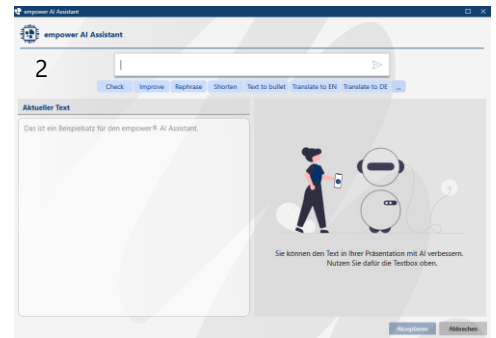 empower AI Assistant
empower AI Assistant
2
Check Improve Rephrase Shorten Text to bullet Translate to EN Translate to DE ...
Aktueller Text
Das ist ein Beispielsatz für den empower® AI Assistant.
Sie können den Text in Ihrer Präsentation mit AI verbessern.
Nutzen Sie dafür die Textbox oben.
Akzeptieren Abbrechen